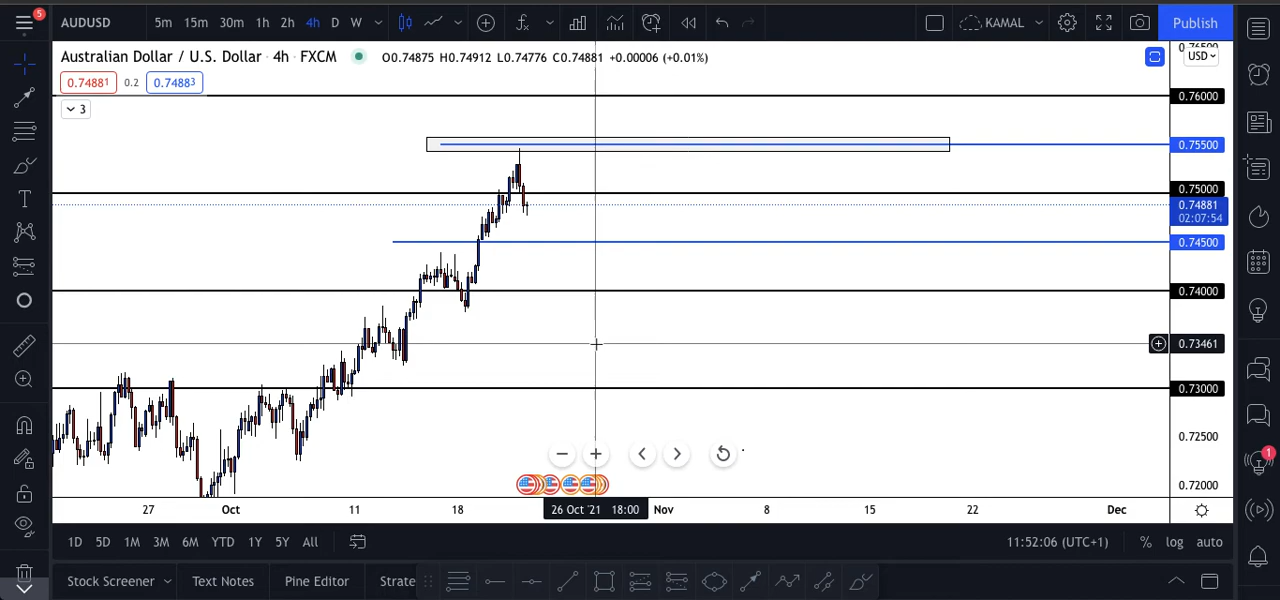 5
AUDUSD 5m 15m 30m 1h 2h 4h D W KAMAL Publish
Australian Dollar / U.S. Dollar · 4h · FXCM O0.74875 H0.74912 L0.74776 C0.74881 +0.00006 (+0.01%)
USD
0.74881 0.2 0.74883
3
0.76000
0.75500
0.75000
0.74881
02:07:54
0.74500
0.74000
0.73461
0.73000
0.72500
1
0.72000
27 Oct 11 18 26 Oct '21 18:00 Nov 8 15 22 Dec
1D 5D 1M 3M 6M YTD 1Y 5Y All 11:52:06 (UTC+1) % log auto
Stock Screener Text Notes Pine Editor Strate